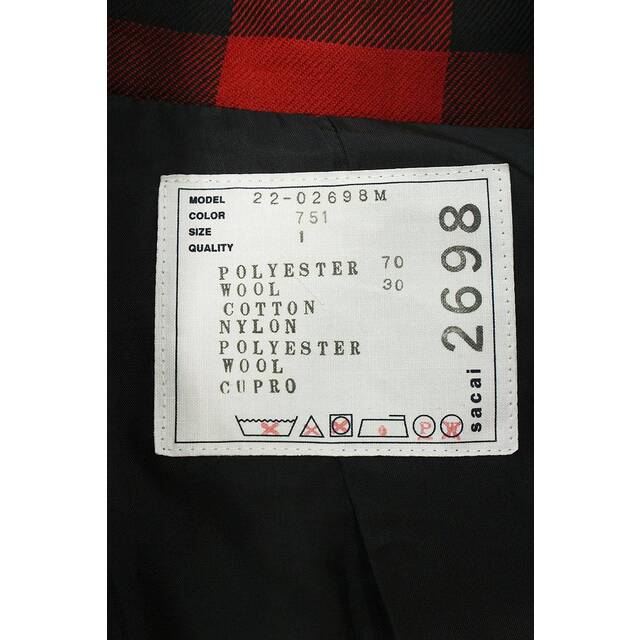 MODEL 22-02698M
COLOR 751
SIZE 1
QUALITY
POLYESTER 70
WOOL 30
COTTON
NYLON
POLYESTER
WOOL
CUPRO
P W
sacai 2698